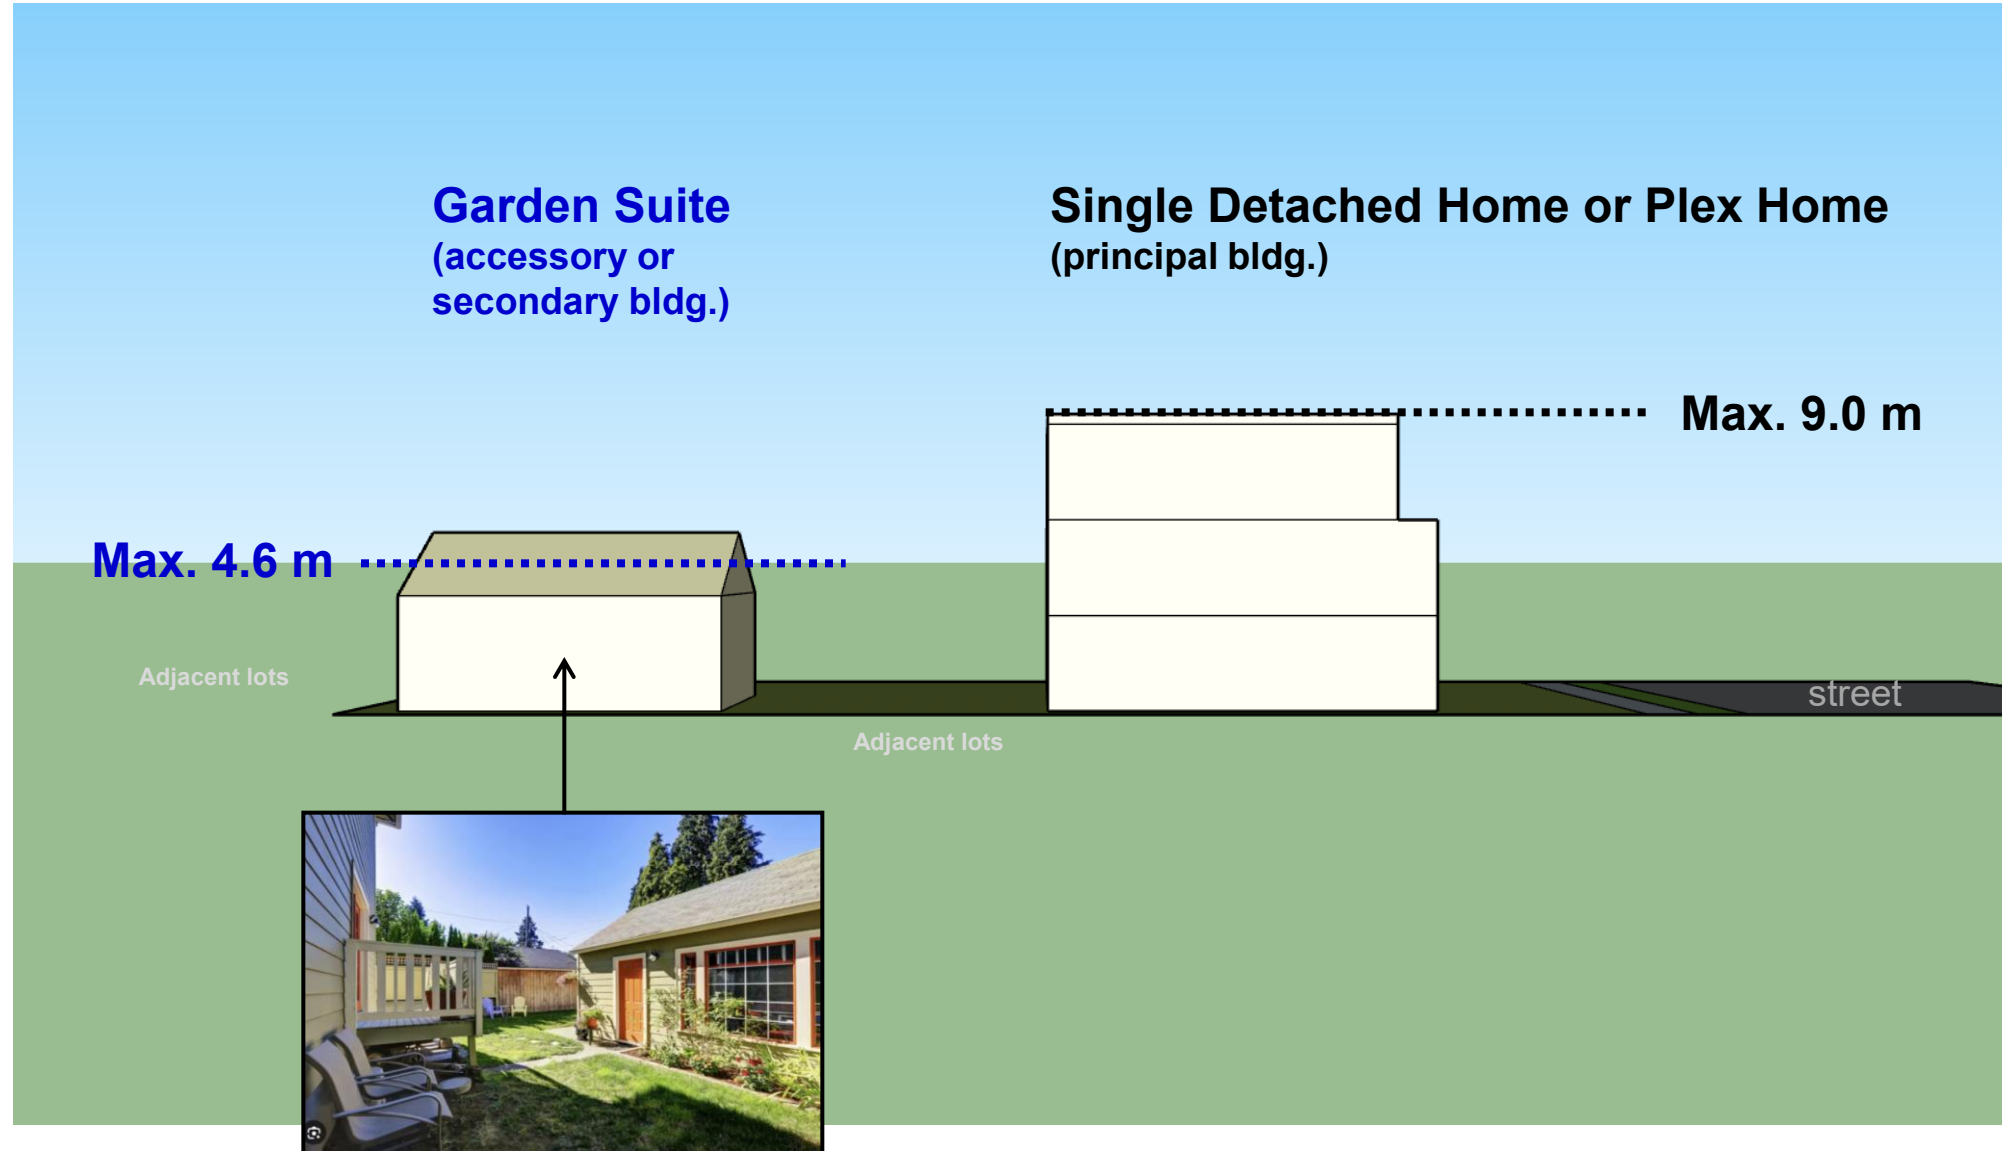 Garden Suite
(accessory or
secondary bldg.)
Single Detached Home or Plex Home
(principal bldg.)
Max. 9.0 m
Max. 4.6 m
Adjacent lots
street
Adjacent lots